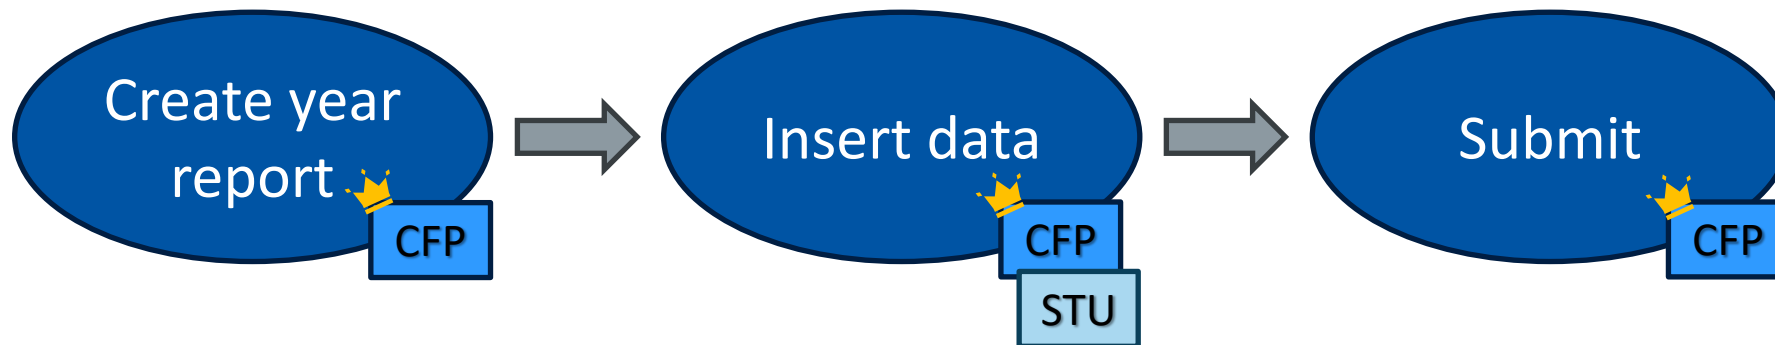 Create year
report
CFP
Insert data
CFP
STU
Submit
CFP